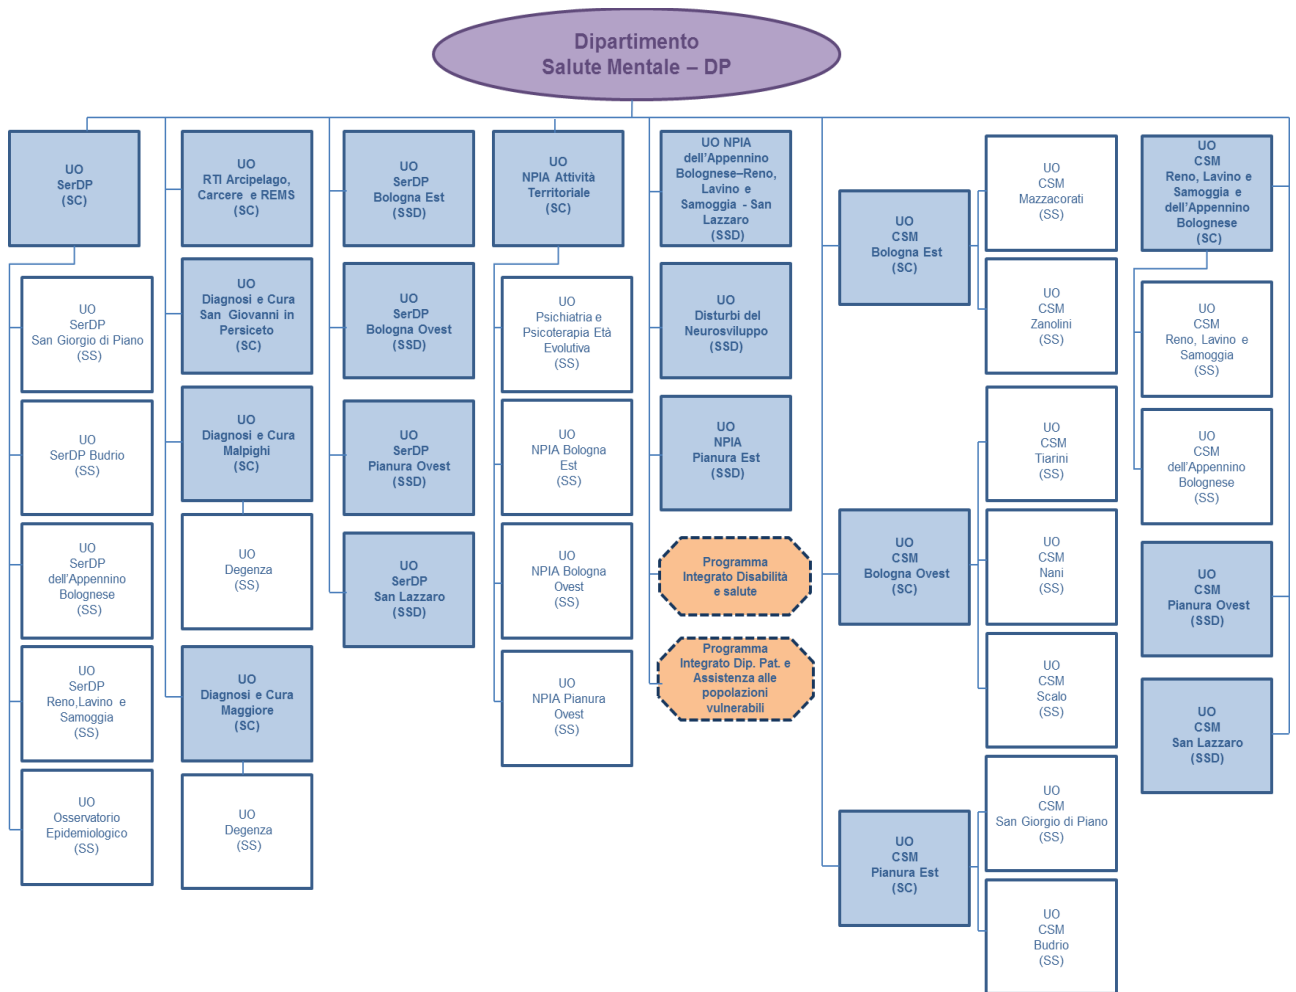 Dipartimento
Salute Mentale – DP
UO
SerDP
(SC)
UO
SerDP
San Giorgio di Piano
(SS)
UO
SerDP Budrio
(SS)
UO
SerDP
dell'Appennino
Bolognese
(SS)
UO
SerDP
Reno,Lavino e
Samoggia
(SS)
UO
Osservatorio
Epidemiologico
(SS)
UO
RTI Arcipelago,
Carcere e REMS
(SC)
UO
Diagnosi e Cura
San Giovanni in
Persiceto
(SC)
UO
Diagnosi e Cura
Malpighi
(SC)
UO
Degenza
(SS)
UO
Diagnosi e Cura
Maggiore
(SC)
UO
Degenza
(SS)
UO
SerDP
Bologna Est
(SSD)
UO
SerDP
Bologna Ovest
(SSD)
UO
SerDP
Pianura Ovest
(SSD)
UO
SerDP
San Lazzaro
(SSD)
UO
NPIA Attività
Territoriale
(SC)
UO
Psichiatria e
Psicoterapia Età
Evolutiva
(SS)
UO
NPIA Bologna
Est
(SS)
UO
NPIA Bologna
Ovest
(SS)
UO
NPIA Pianura
Ovest
(SS)
UO NPIA
dell'Appennino
Bolognese–Reno,
Lavino e
Samoggia - San
Lazzaro
(SSD)
UO
Disturbi del
Neurosviluppo
(SSD)
UO
NPIA
Pianura Est
(SSD)
Programma
Integrato Disabilità
e salute
Programma
Integrato Dip. Pat. e
Assistenza alle
popolazioni
vulnerabili
UO
CSM
Bologna Est
(SC)
UO
CSM
Mazzacorati
(SS)
UO
CSM
Zanolini
(SS)
UO
CSM
Bologna Ovest
(SC)
UO
CSM
Tiarini
(SS)
UO
CSM
Nani
(SS)
UO
CSM
Scalo
(SS)
UO
CSM
Pianura Est
(SC)
UO
CSM
San Giorgio di Piano
(SS)
UO
CSM
Budrio
(SS)
UO
CSM
Reno, Lavino e
Samoggia e
dell'Appennino
Bolognese
(SC)
UO
CSM
Reno, Lavino e
Samoggia
(SS)
UO
CSM
dell'Appennino
Bolognese
(SS)
UO
CSM
Pianura Ovest
(SSD)
UO
CSM
San Lazzaro
(SSD)